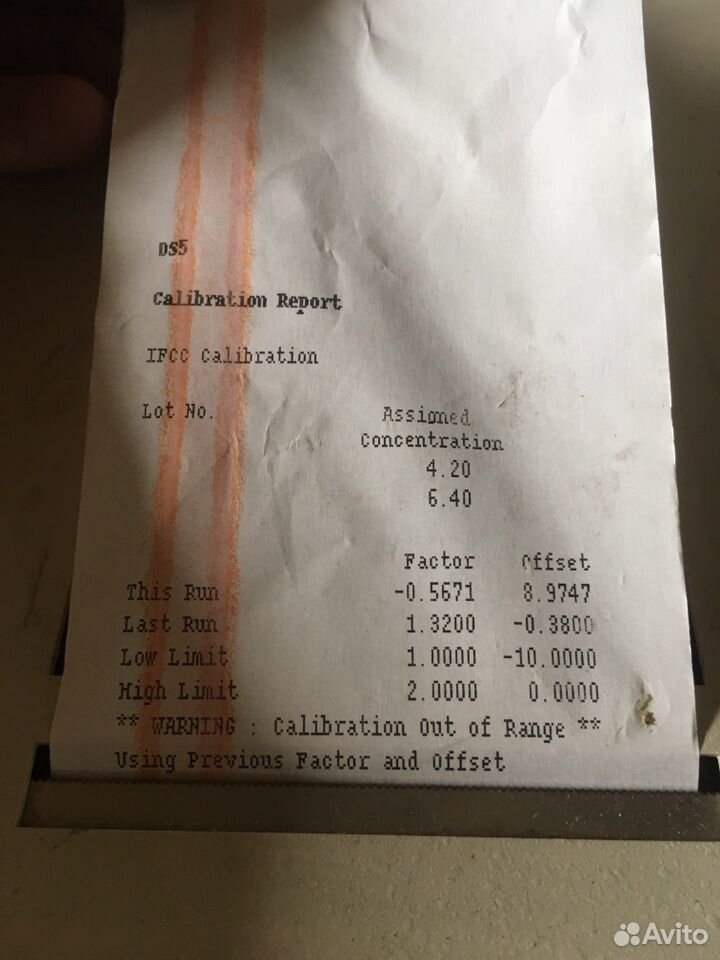 DS5
Calibration Report
IFCC Calibration
Lot No. Assigned
Concentration
4.20
6.40
Factor Offset
This Run -0.5671 8.9747
Last Run 1.3200 -0.3800
Low Limit 1.0000 -10.0000
High Limit 2.0000 0.0000
** WARNING : Calibration Out of Range **
Using Previous Factor and Offset
Avito